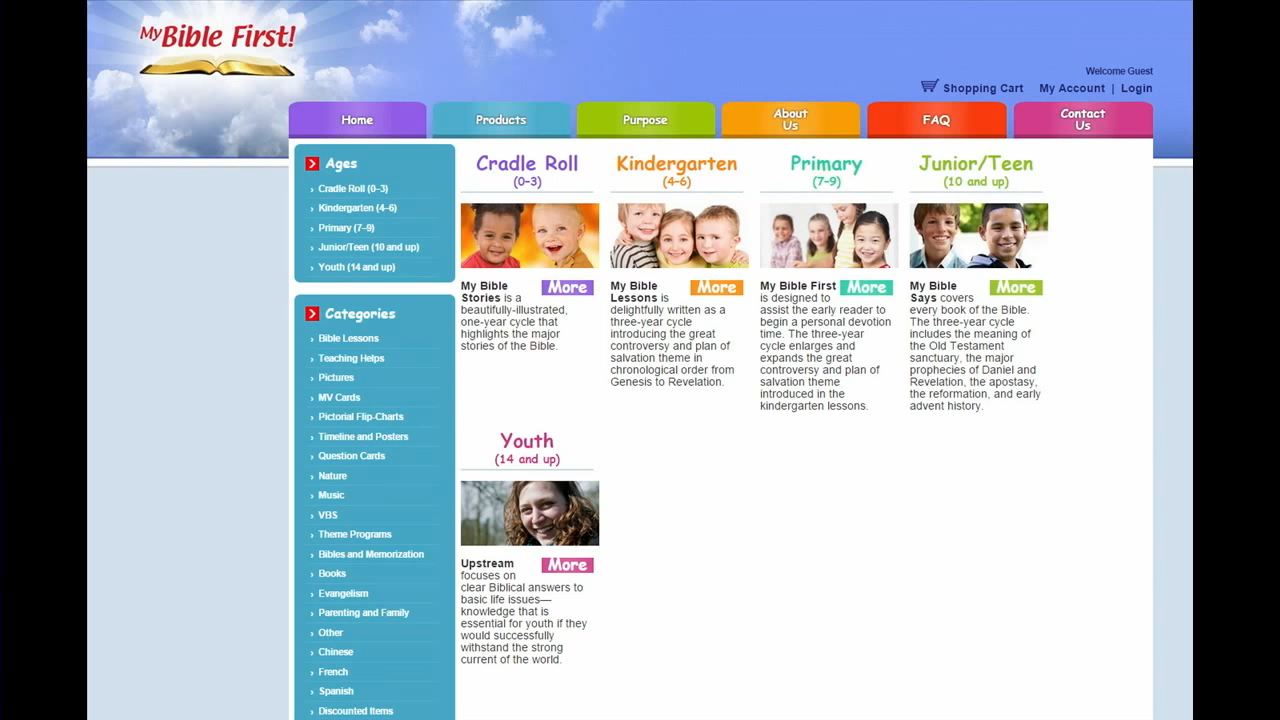 My Bible First!
Welcome Guest
Shopping Cart My Account | Login
Home
Products
Purpose
About
Us
FAQ
Contact
Us
Ages
Cradle Roll (0–3)
Kindergarten (4–6)
Primary (7–9)
Junior/Teen (10 and up)
Youth (14 and up)
Categories
Bible Lessons
Teaching Helps
Pictures
MV Cards
Pictorial Flip-Charts
Timeline and Posters
Question Cards
Nature
Music
VBS
Theme Programs
Bibles and Memorization
Books
Evangelism
Parenting and Family
Other
Chinese
French
Spanish
Discounted Items
Cradle Roll
(0–3)
More
My Bible
Stories is a
beautifully-illustrated,
one-year cycle that
highlights the major
stories of the Bible.
Kindergarten
(4–6)
More
My Bible
Lessons is
delightfully written as a
three-year cycle
introducing the great
controversy and plan of
salvation theme in
chronological order from
Genesis to Revelation.
Primary
(7–9)
More
My Bible First
is designed to
assist the early reader to
begin a personal devotion
time. The three-year
cycle enlarges and
expands the great
controversy and plan of
salvation theme
introduced in the
kindergarten lessons.
Junior/Teen
(10 and up)
More
My Bible
Says covers
every book of the Bible.
The three-year cycle
includes the meaning of
the Old Testament
sanctuary, the major
prophecies of Daniel and
Revelation, the apostasy,
the reformation, and early
advent history.
Youth
(14 and up)
More
Upstream
focuses on
clear Biblical answers to
basic life issues—
knowledge that is
essential for youth if they
would successfully
withstand the strong
current of the world.